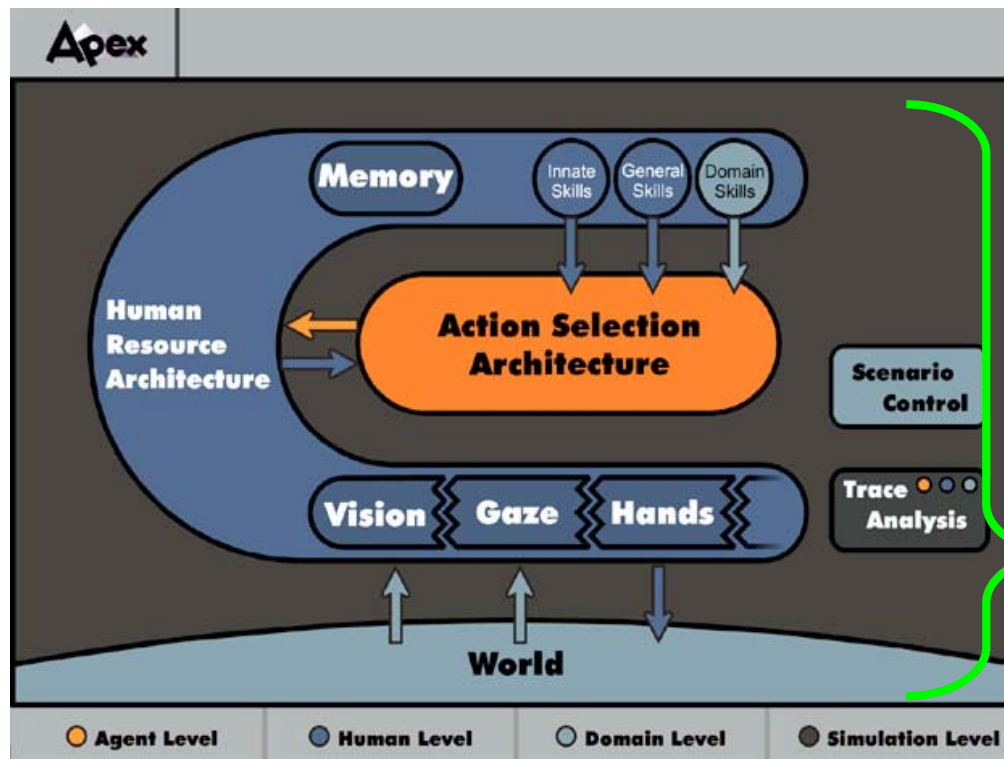 Apex
Memory
Innate
Skills
General
Skills
Domain
Skills
Human
Resource
Architecture
Action Selection
Architecture
Scenario
Control
Trace
Analysis
Vision
Gaze
Hands
World
Agent Level
Human Level
Domain Level
Simulation Level